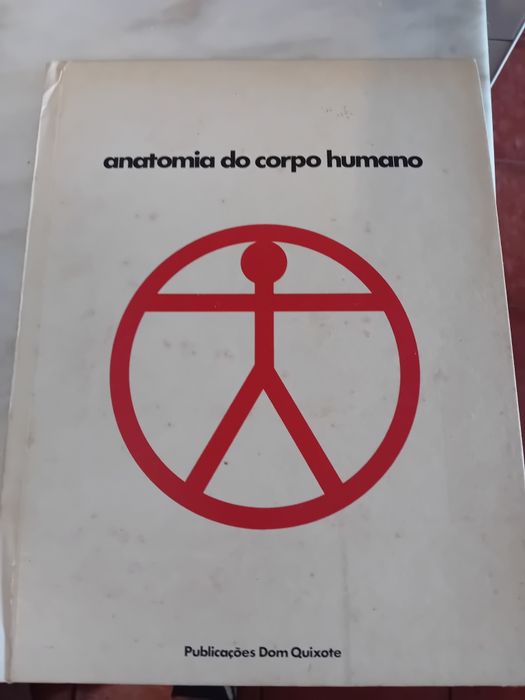 anatomia do corpo humano
Publicações Dom Quixote